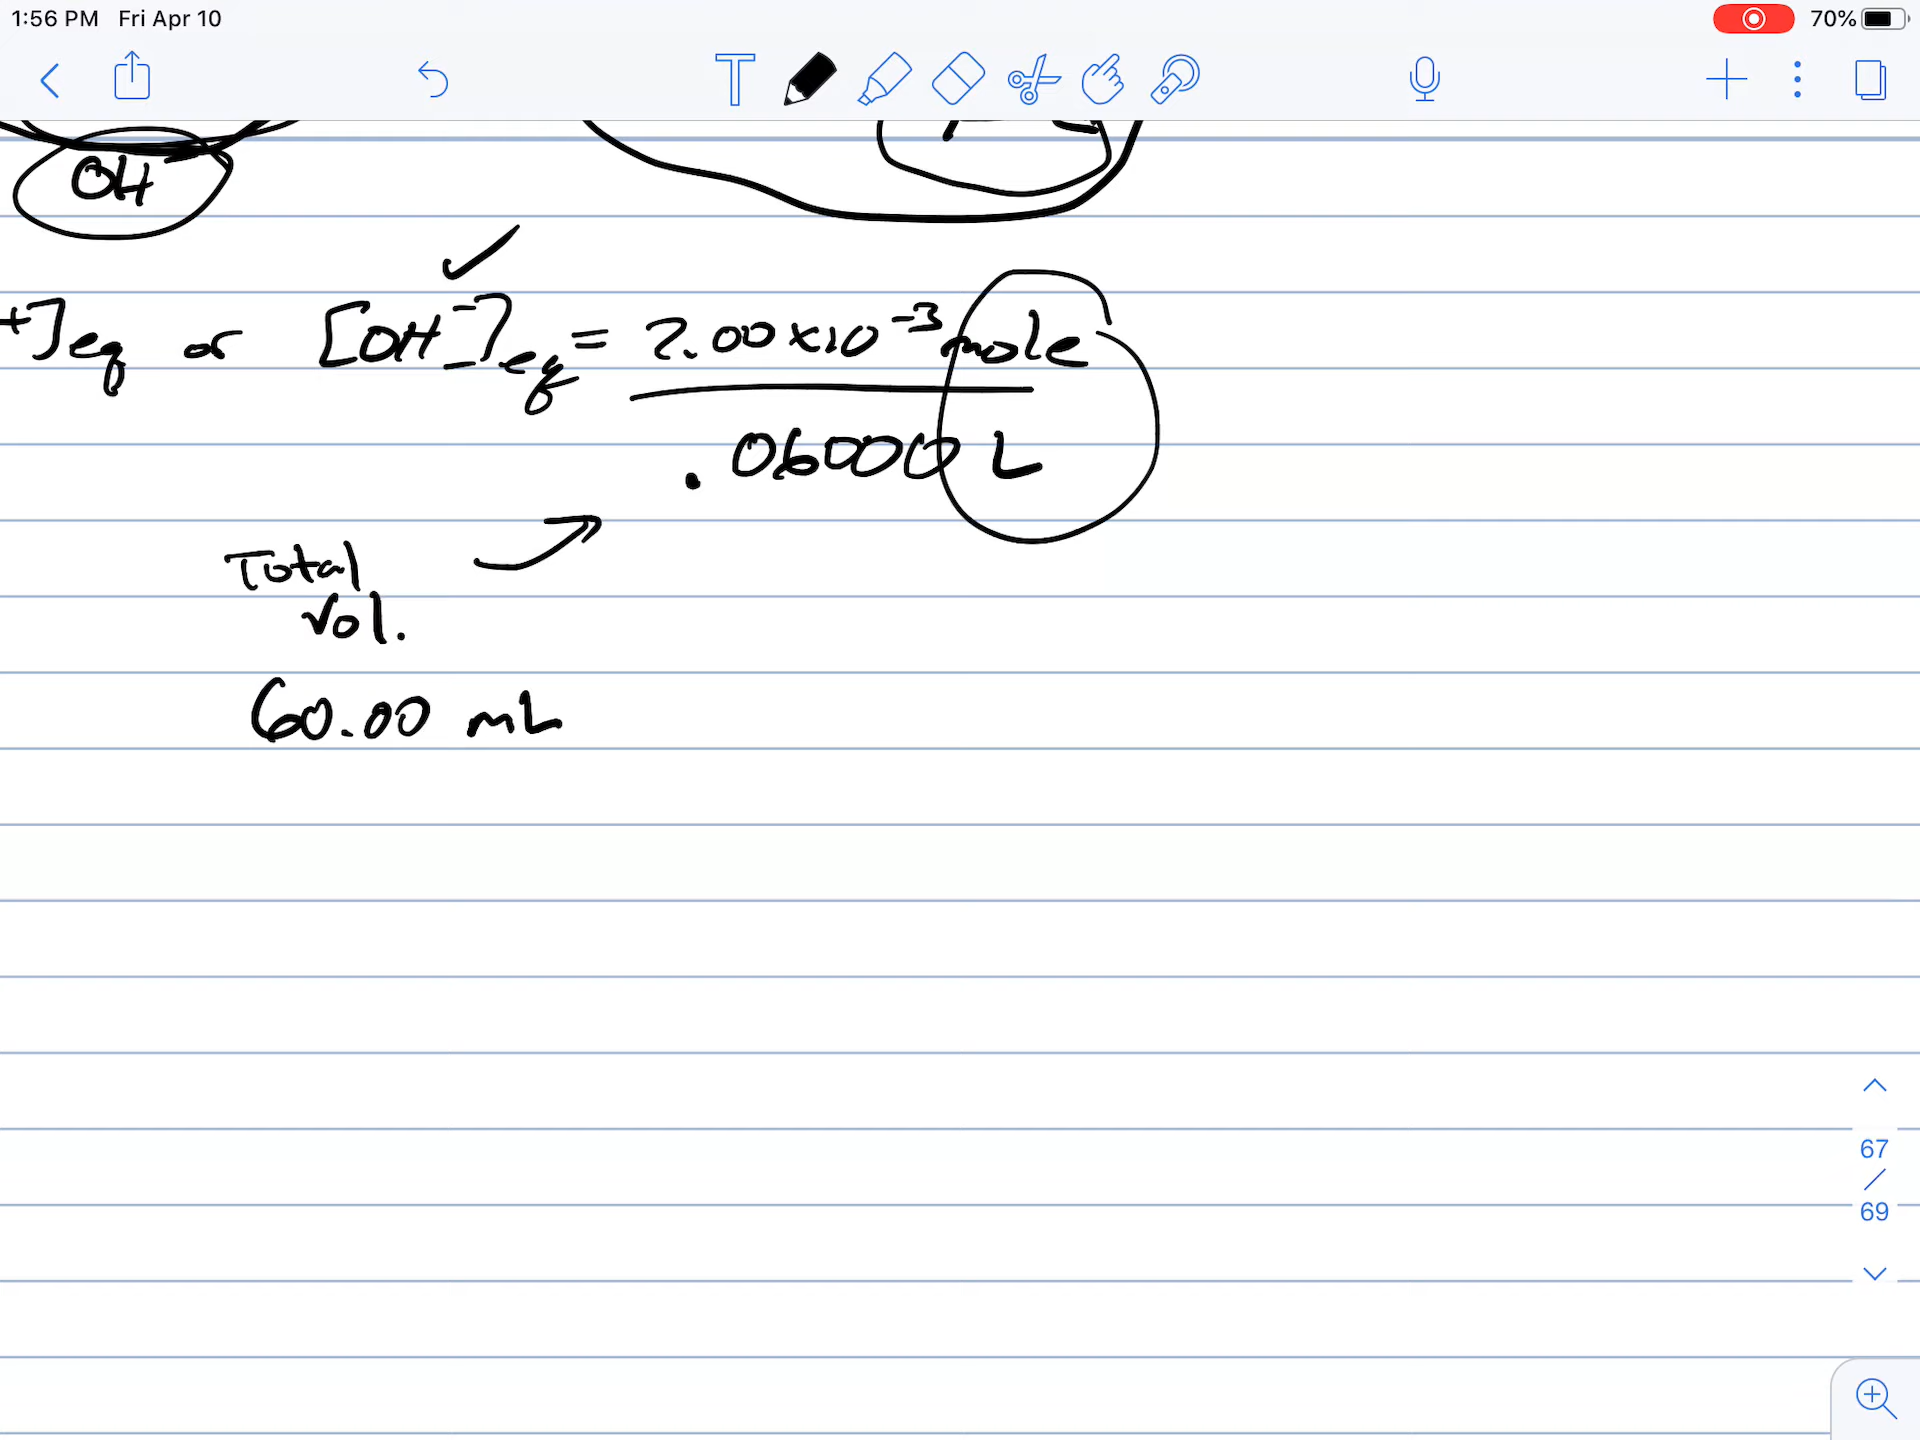 1:56 PM Fri Apr 10
70%
OH⁻
+]eq or [OH⁻]eq = 2.00 x 10⁻³ mole
.06000 L
Total
Vol.
60.00 mL
67
/
69